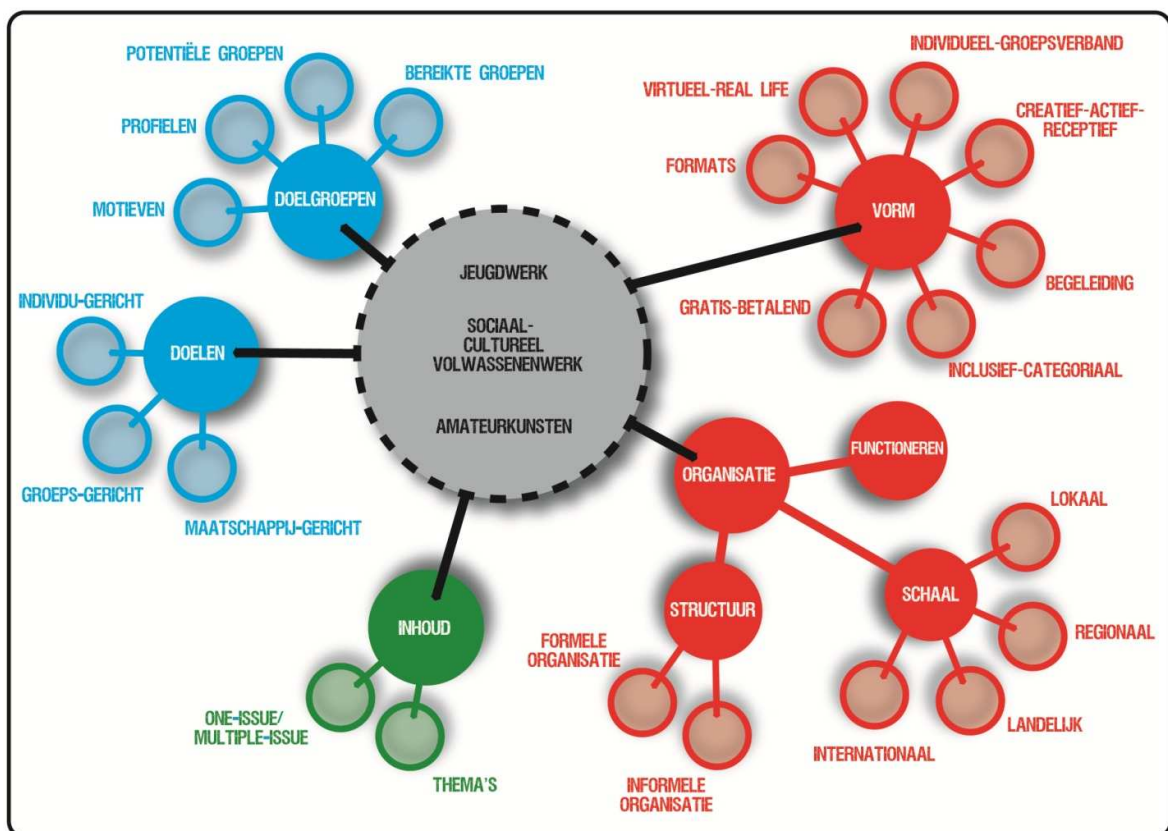 POTENTIËLE GROEPEN
BEREIKTE GROEPEN
PROFIELEN
MOTIEVEN
DOELGROEPEN
INDIVIDU-GERICHT
DOELEN
GROEPS-GERICHT
MAATSCHAPPIJ-GERICHT
JEUGDWERK
SOCIAAL-
CULTUREEL
VOLWASSENENWERK
AMATEURKUNSTEN
INDIVIDUEEL-GROEPSVERBAND
VIRTUEEL-REAL LIFE
CREATIEF-ACTIEF-
RECEPTIEF
FORMATS
VORM
BEGELEIDING
GRATIS-BETALEND
INCLUSIEF-CATEGORIAAL
ORGANISATIE
FUNCTIONEREN
LOKAAL
SCHAAL
REGIONAAL
LANDELIJK
INTERNATIONAAL
STRUCTUUR
FORMELE
ORGANISATIE
INFORMELE
ORGANISATIE
INHOUD
ONE-ISSUE/
MULTIPLE-ISSUE
THEMA'S